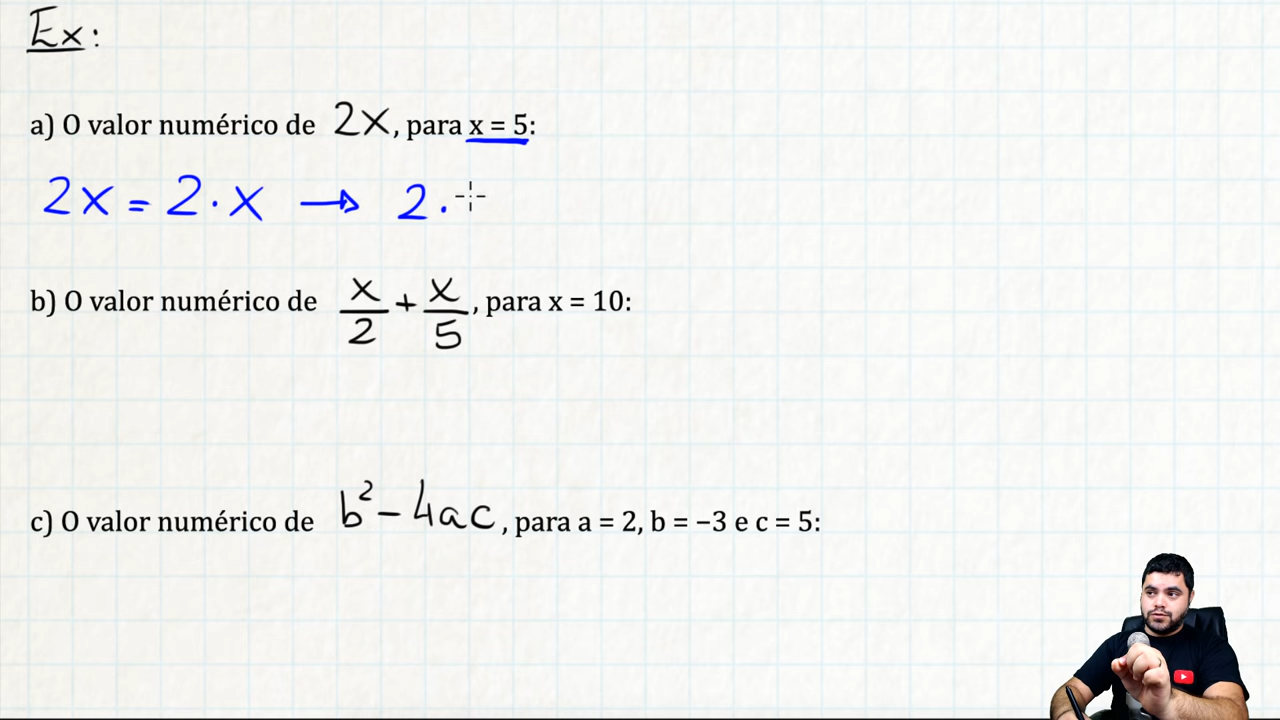 Ex:
a) O valor numérico de 2x, para x = 5:
2x = 2·x → 2·
b) O valor numérico de x/2 + x/5, para x = 10:
c) O valor numérico de b² − 4ac, para a = 2, b = −3 e c = 5: